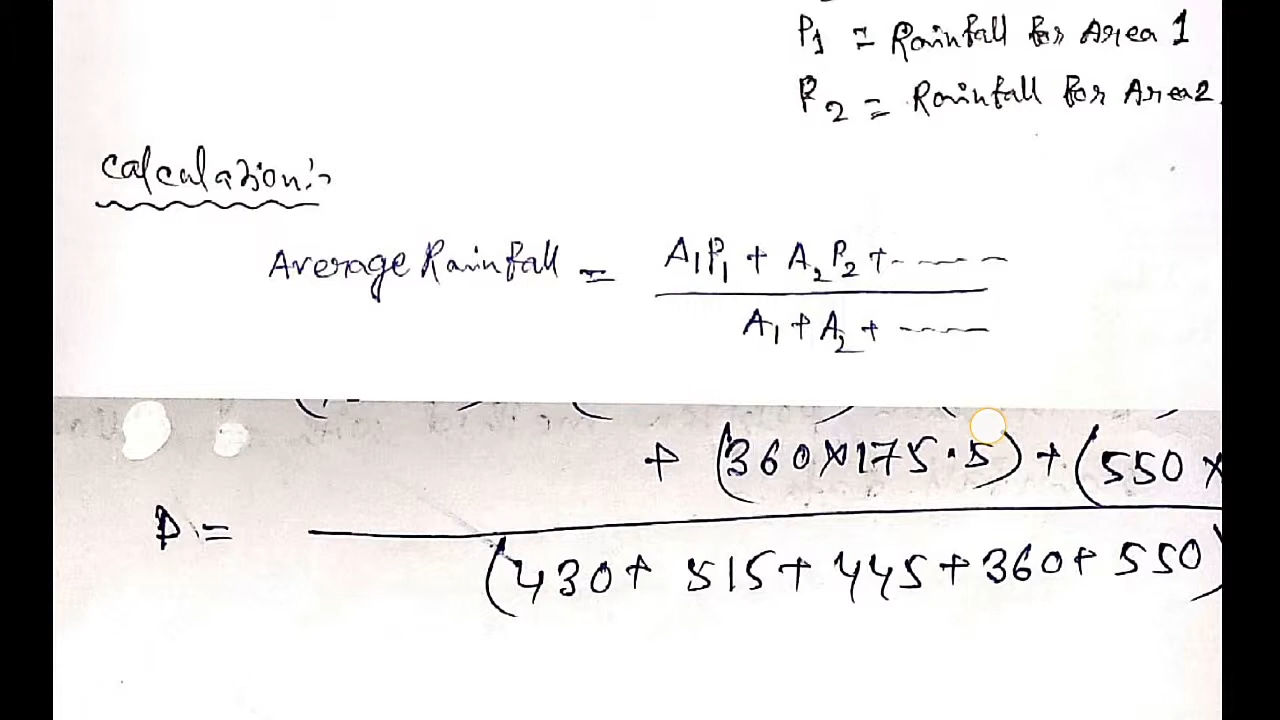 P1 = Rainfall for Area 1
P2 = Rainfall for Area 2.
Calculation:-
Average Rainfall = A1P1 + A2P2 + -----
A1 + A2 + -----
+ (360×175.5) + (550×
P =
(430 + 515 + 445 + 360 + 550)